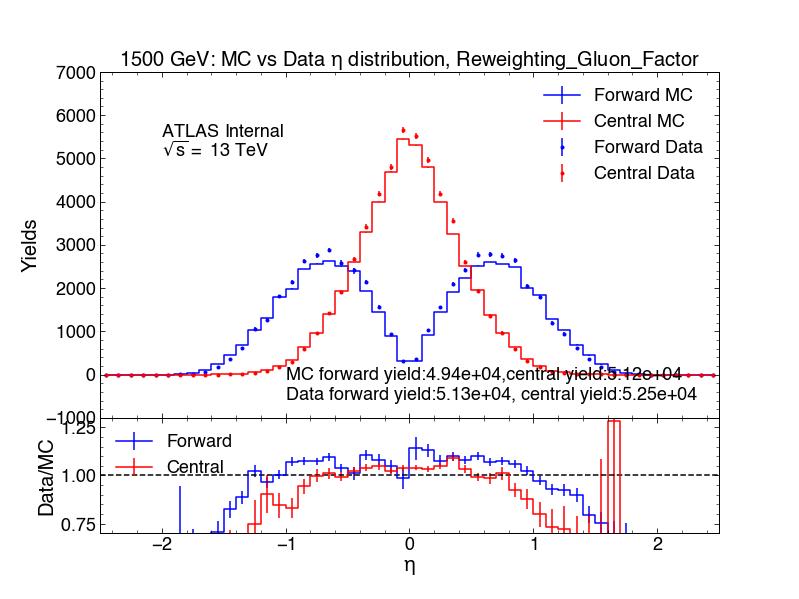 1500 GeV: MC vs Data η distribution, Reweighting_Gluon_Factor
7000
6000
5000
4000
3000
2000
1000
0
−1000
Yields
ATLAS Internal
√s = 13 TeV
Forward MC
Central MC
Forward Data
Central Data
MC forward yield:4.94e+04,central yield:5.12e+04
Data forward yield:5.13e+04, central yield:5.25e+04
1.25
1.00
0.75
Data/MC
Forward
Central
−2
−1
0
1
2
η